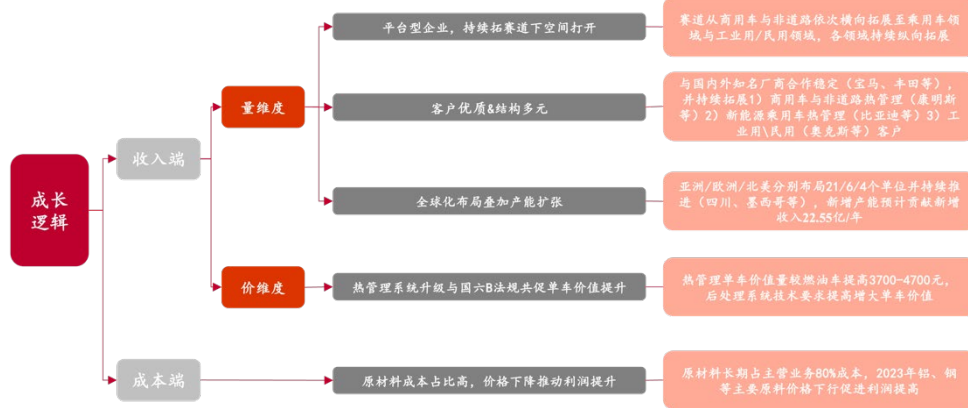 平台型企业，持续拓赛道下空间打开
赛道从商用车与非道路依次横向拓展至乘用车领
域与工业用/民用领域，各领域持续纵向拓展
量维度
客户优质&结构多元
与国内外知名厂商合作稳定（宝马、丰田等），
并持续拓展1）商用车与非道路热管理（康明斯
等）2）新能源乘用车热管理（比亚迪等）3）工
业用\民用（奥克斯等）客户
收入端
成长
逻辑
全球化布局叠加产能扩张
亚洲/欧洲/北美分别布局21/6/4个单位并持续推
进（四川、墨西哥等），新增产能预计贡献新增
收入22.55亿/年
价维度
热管理系统升级与国六B法规共促单车价值提升
热管理单车价值量较燃油车提高3700-4700元，
后处理系统技术要求提高增大单车价值
成本端
原材料成本占比高，价格下降推动利润提升
原材料长期占主营业务80%成本，2023年铝、钢
等主要原料价格下行促进利润提高